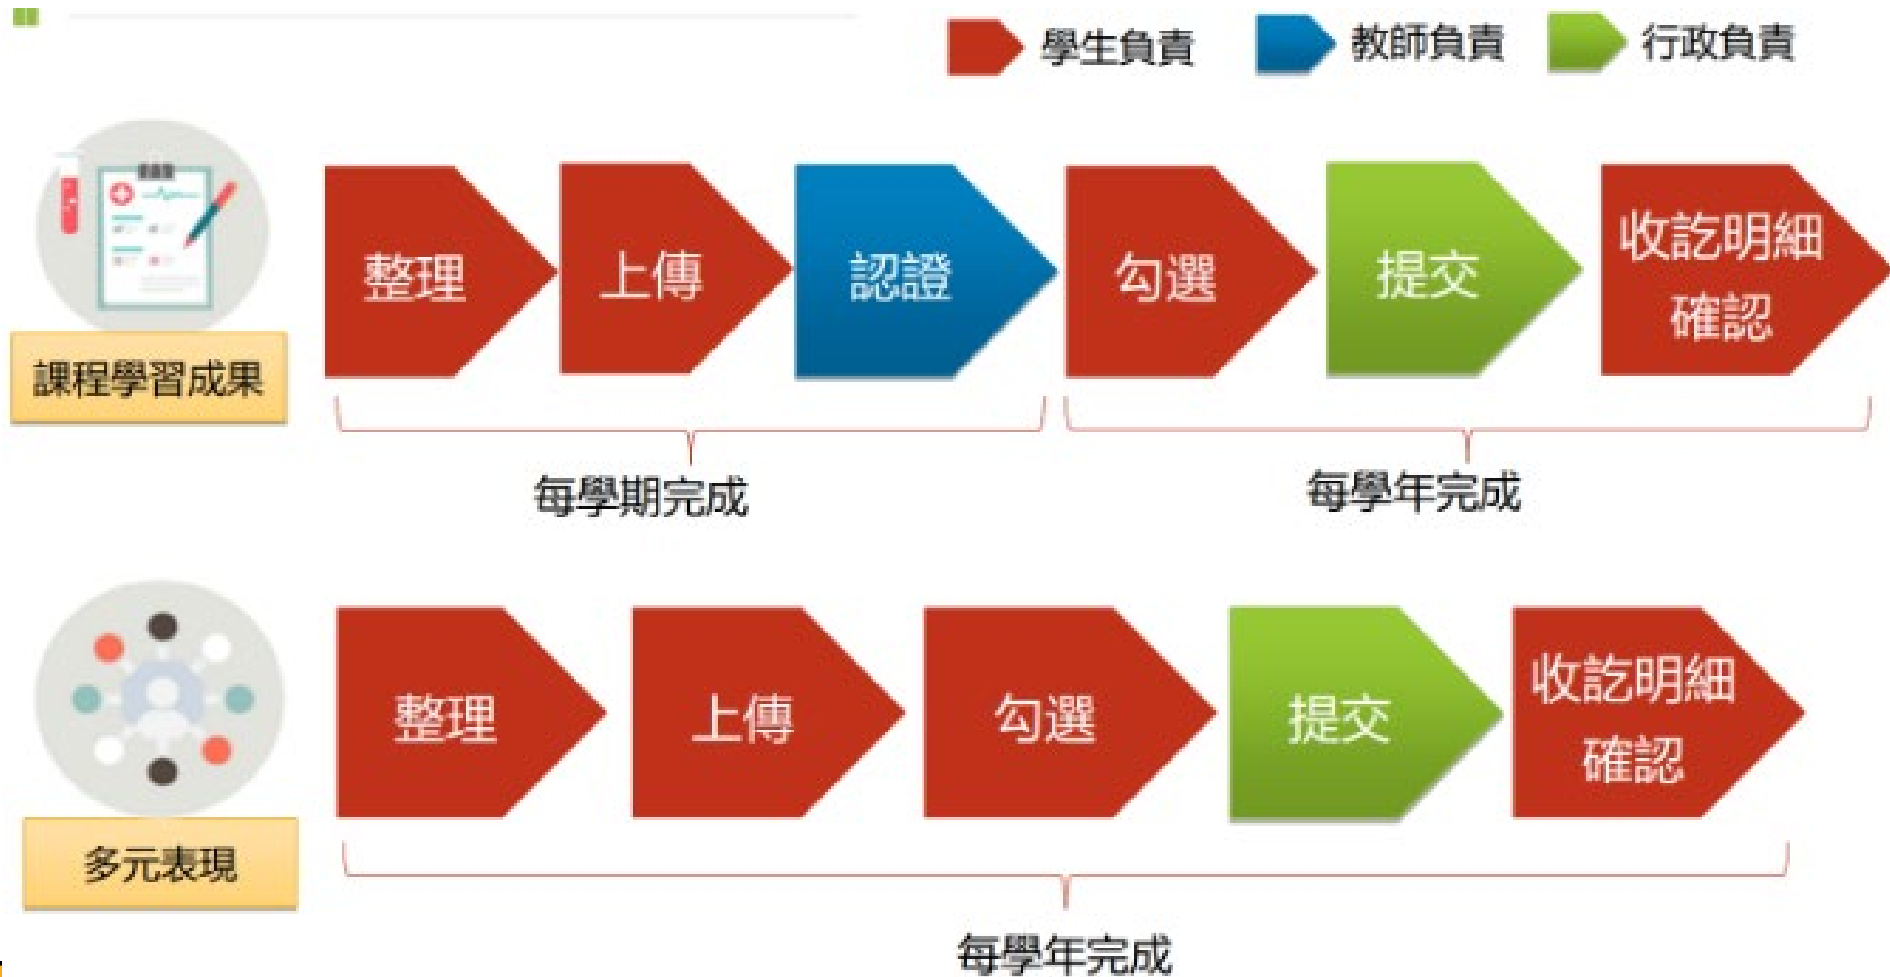 學生負責
教師負責
行政負責
整理
上傳
認證
勾選
提交
收訖明細
確認
課程學習成果
每學期完成
每學年完成
整理
上傳
勾選
提交
收訖明細
確認
多元表現
每學年完成